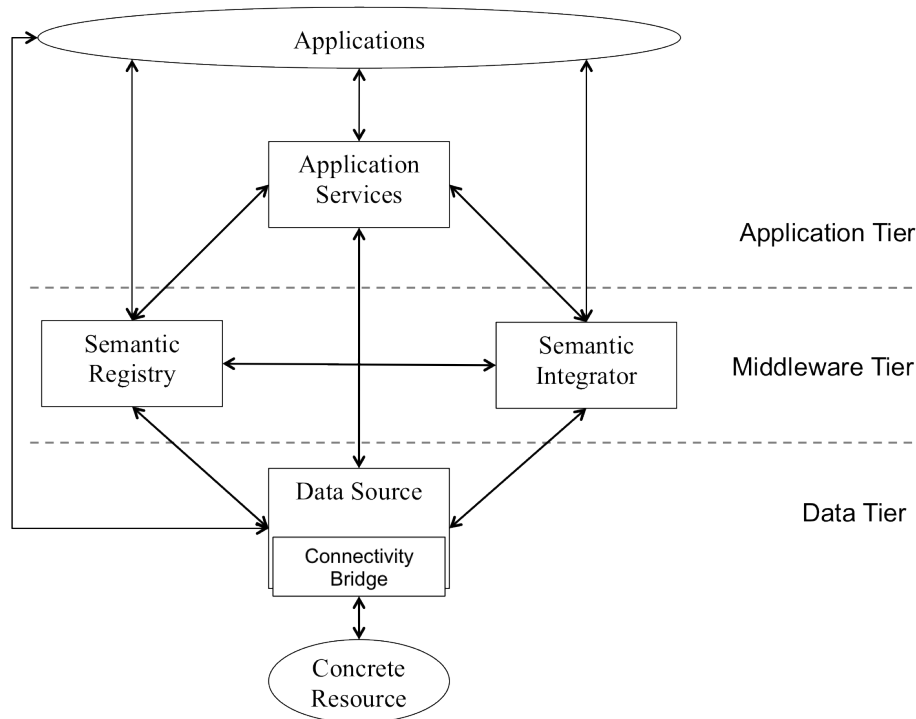 Applications
Application
Services
Application Tier
Semantic
Registry
Semantic
Integrator
Middleware Tier
Data Source
Data Tier
Connectivity
Bridge
Concrete
Resource